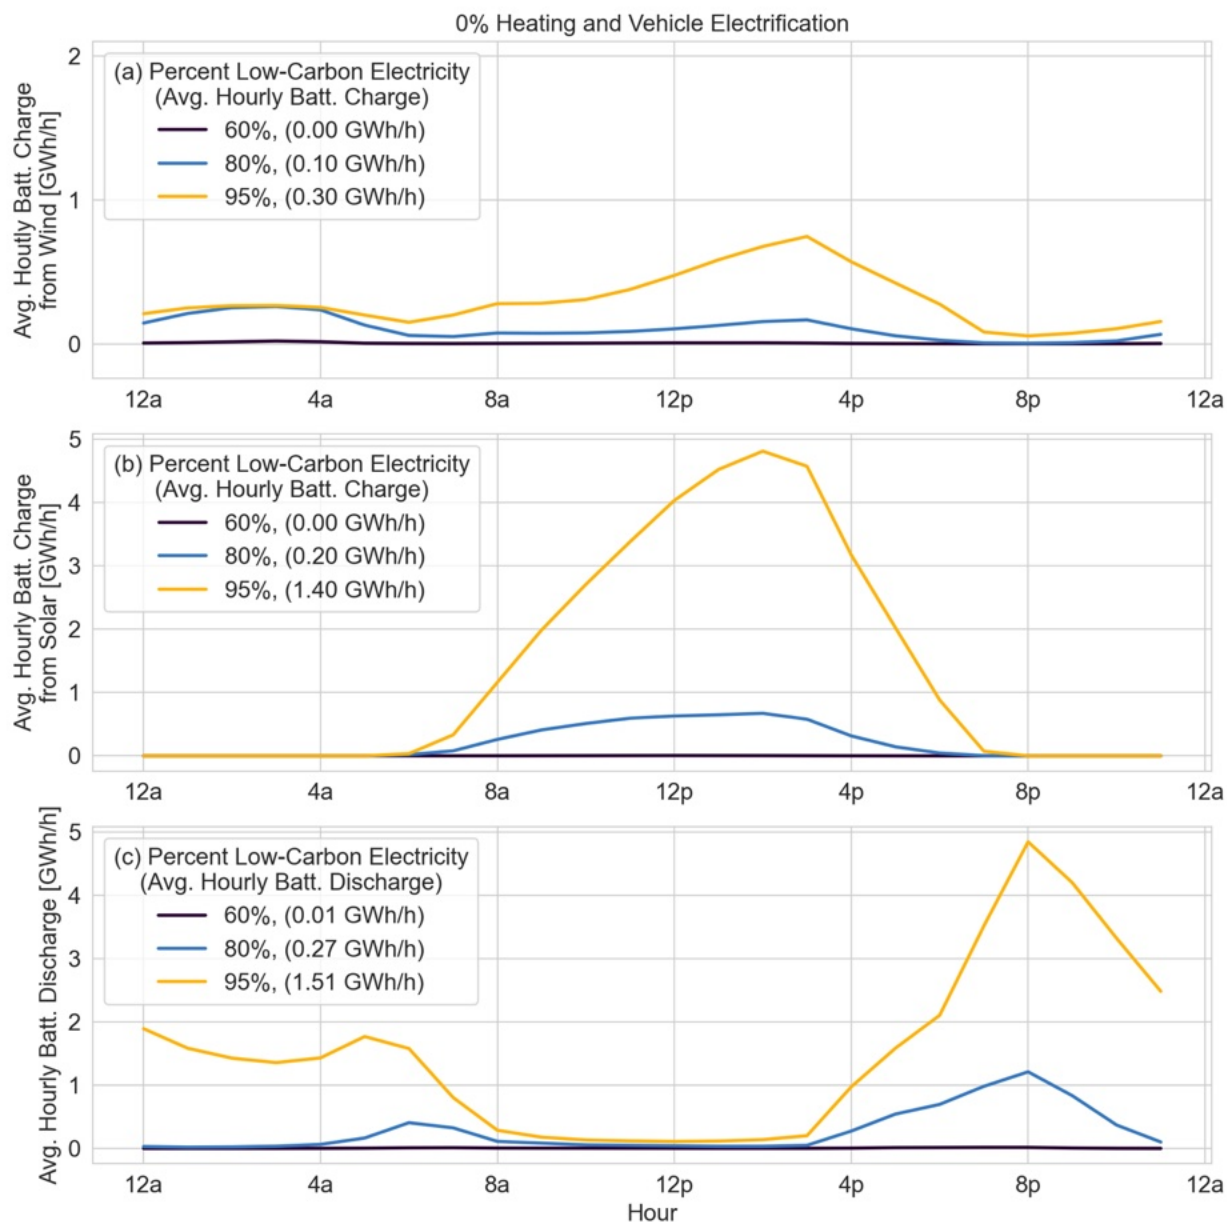 0% Heating and Vehicle Electrification
Avg. Houtly Batt. Charge
from Wind [GWh/h]
2
1
0
(a) Percent Low-Carbon Electricity
(Avg. Hourly Batt. Charge)
60%, (0.00 GWh/h)
80%, (0.10 GWh/h)
95%, (0.30 GWh/h)
12a 4a 8a 12p 4p 8p 12a
Avg. Hourly Batt. Charge
from Solar [GWh/h]
5
4
3
2
1
0
(b) Percent Low-Carbon Electricity
(Avg. Hourly Batt. Charge)
60%, (0.00 GWh/h)
80%, (0.20 GWh/h)
95%, (1.40 GWh/h)
12a 4a 8a 12p 4p 8p 12a
Avg. Hourly Batt. Discharge [GWh/h]
5
4
3
2
1
0
(c) Percent Low-Carbon Electricity
(Avg. Hourly Batt. Discharge)
60%, (0.01 GWh/h)
80%, (0.27 GWh/h)
95%, (1.51 GWh/h)
12a 4a 8a 12p 4p 8p 12a
Hour